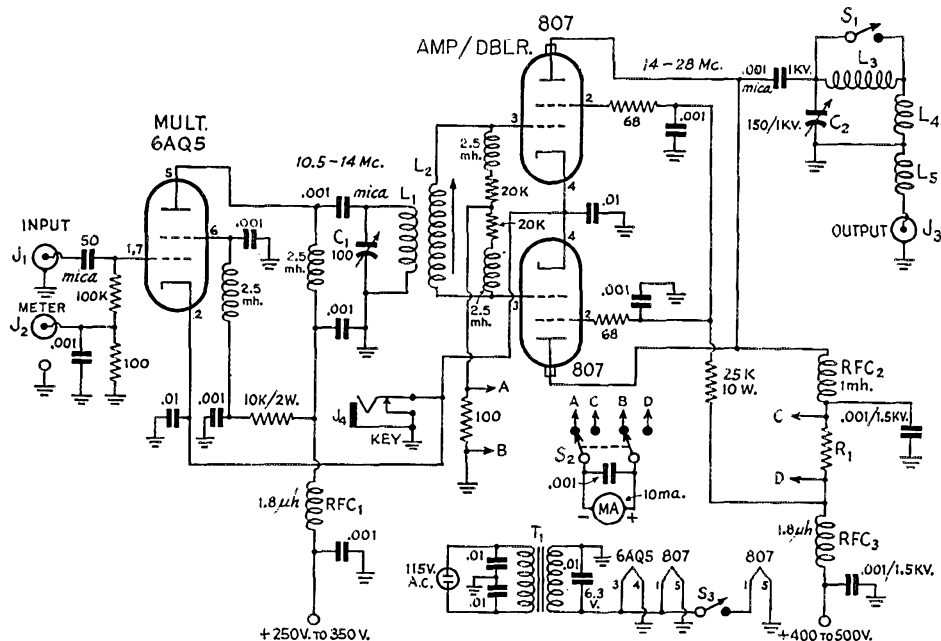 807
AMP/DBLR.
14–28 Mc.
.001
1KV.
mica
S1
L3
150/1KV.
C2
L4
L5
OUTPUT
J3
MULT.
6AQ5
5
10.5–14 Mc.
L2
2.5
mh.
20K
20K
3
2
68
.001
4
.01
INPUT
J1
50
mica
1,7
6
.001
.001
mica
L1
C1
100
2.5
mh.
2.5
mh.
100K
METER
J2
.001
100
2
.001
4
2.5
mh.
3
2
68
.001
807
.01
.001
10K/2W.
J4
KEY
A
100
B
A
C
B
D
S2
.001
10ma.
−
MA
+
25K
10 W.
RFC2
1mh.
C
.001/1.5KV.
R1
D
1.8µh
RFC1
.001
1.8µh
RFC3
.001/1.5KV.
T1
115V.
A.C.
.01
.01
.01
6.3
V.
6AQ5
3
4
807
1
5
S3
807
1
5
+250V. TO 350V.
+400 to 500V.